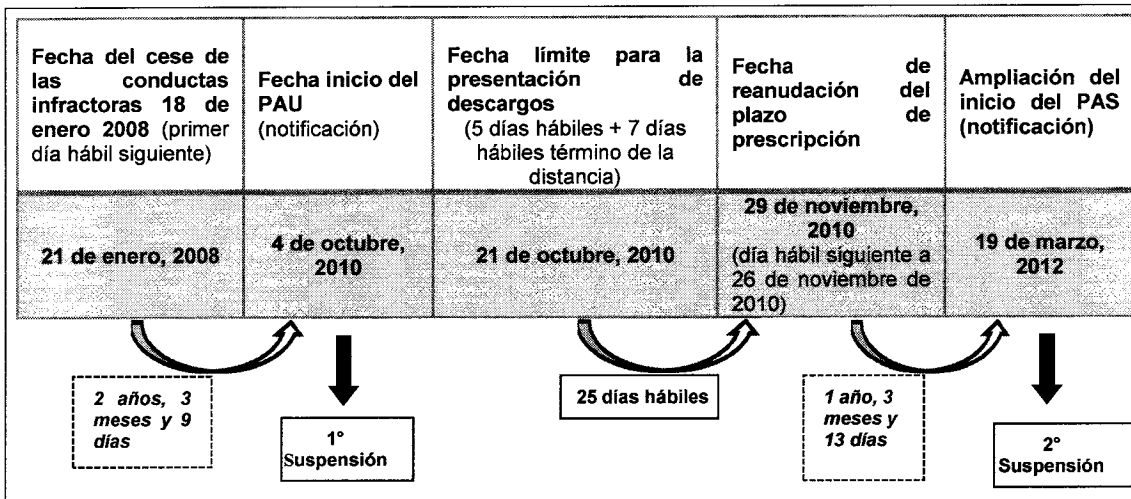 Fecha del cese de
las conductas
infractoras 18 de
enero 2008 (primer
día hábil siguiente)
Fecha inicio del
PAU
(notificación)
Fecha límite para la
presentación de
descargos
(5 días hábiles + 7 días
hábiles término de la
distancia)
Fecha de
reanudación del
plazo de
prescripción
Ampliación del
inicio del PAS
(notificación)
21 de enero, 2008
4 de octubre,
2010
21 de octubre, 2010
29 de noviembre,
2010
(día hábil siguiente a
26 de noviembre de
2010)
19 de marzo,
2012
2 años, 3
meses y 9
días
1°
Suspensión
25 días hábiles
1 año, 3
meses y
13 días
2°
Suspensión